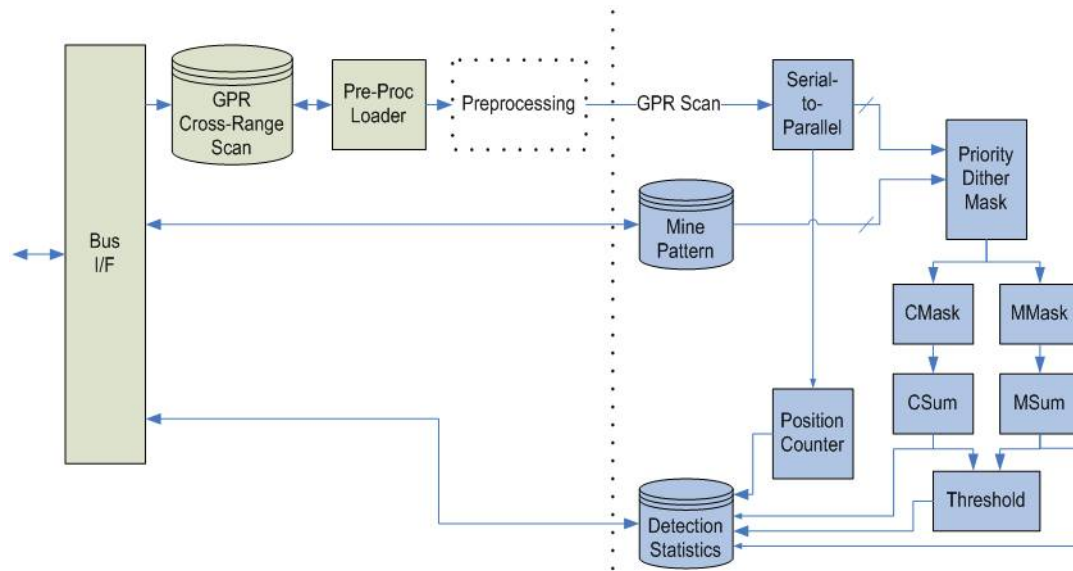 GPR
Cross-Range
Scan
Pre-Proc
Loader
Preprocessing
GPR Scan
Serial-
to-
Parallel
Priority
Dither
Mask
Mine
Pattern
Bus
I/F
CMask
MMask
CSum
MSum
Position
Counter
Threshold
Detection
Statistics